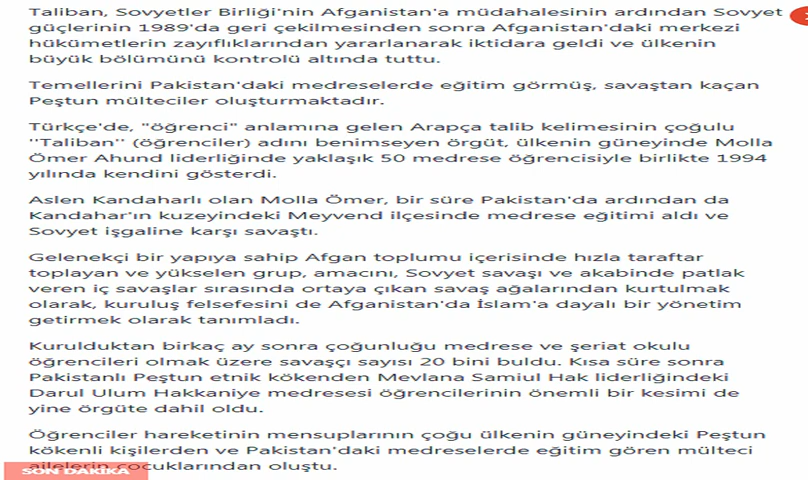 Taliban, Sovyetler Birliği'nin Afganistan'a müdahalesinin ardından Sovyet
güçlerinin 1989'da geri çekilmesinden sonra Afganistan'daki merkezi
hükümetlerin zayıflıklarından yararlanarak iktidara geldi ve ülkenin
büyük bölümünü kontrolü altında tuttu.
Temellerini Pakistan'daki medreselerde eğitim görmüş, savaştan kaçan
Peştun mülteciler oluşturmaktadır.
Türkçe'de, "öğrenci" anlamına gelen Arapça talib kelimesinin çoğulu
''Taliban'' (öğrenciler) adını benimseyen örgüt, ülkenin güneyinde Molla
Ömer Ahund liderliğinde yaklaşık 50 medrese öğrencisiyle birlikte 1994
yılında kendini gösterdi.
Aslen Kandaharlı olan Molla Ömer, bir süre Pakistan'da ardından da
Kandahar'ın kuzeyindeki Meyvend ilçesinde medrese eğitimi aldı ve
Sovyet işgaline karşı savaştı.
Gelenekçi bir yapıya sahip Afgan toplumu içerisinde hızla taraftar
toplayan ve yükselen grup, amacını, Sovyet savaşı ve akabinde patlak
veren iç savaşlar sırasında ortaya çıkan savaş ağalarından kurtulmak
olarak, kuruluş felsefesini de Afganistan'da İslam'a dayalı bir yönetim
getirmek olarak tanımladı.
Kurulduktan birkaç ay sonra çoğunluğu medrese ve şeriat okulu
öğrencileri olmak üzere savaşçı sayısı 20 bini buldu. Kısa süre sonra
Pakistanlı Peştun etnik kökenden Mevlana Samiul Hak liderliğindeki
Darul Ulum Hakkaniye medresesi öğrencilerinin önemli bir kesimi de
yine örgüte dahil oldu.
Öğrenciler hareketinin mensuplarının çoğu ülkenin güneyindeki Peştun
kökenli kişilerden ve Pakistan'daki medreselerde eğitim gören mülteci
ailelerin çocuklarından oluştu.
SON DAKİKA